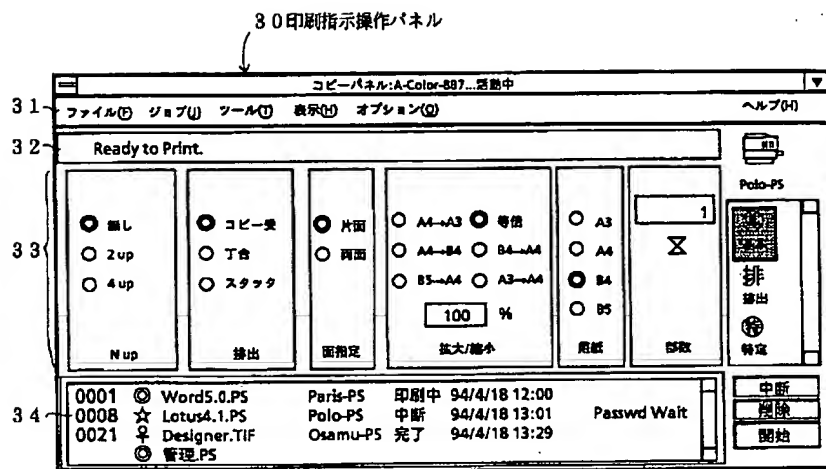 30印刷指示操作パネル
コピーパネル:A-Color-887...活動中
31
ファイル(F) ジョブ(J) ツール(T) 表示(H) オプション(O) ヘルプ(H)
32
Ready to Print.
Polo-PS
33
無し
2 up
4 up
N up
コピー受
丁合
スタッタ
排出
片面
両面
面指定
A4→A3 等倍
A4→B4 B4→A4
B5→A4 A3→A4
100 %
拡大/縮小
A3
A4
B4
B5
用紙
1
部数
排
排出
特
特定
34
0001 ◎ Word5.0.PS Paris-PS 印刷中 94/4/18 12:00
0008 ☆ Lotus4.1.PS Polo-PS 中断 94/4/18 13:01 Passwd Wait
0021 ♀ Designer.TIF Osamu-PS 完了 94/4/18 13:29
◎ 管理.PS
中断
削除
開始